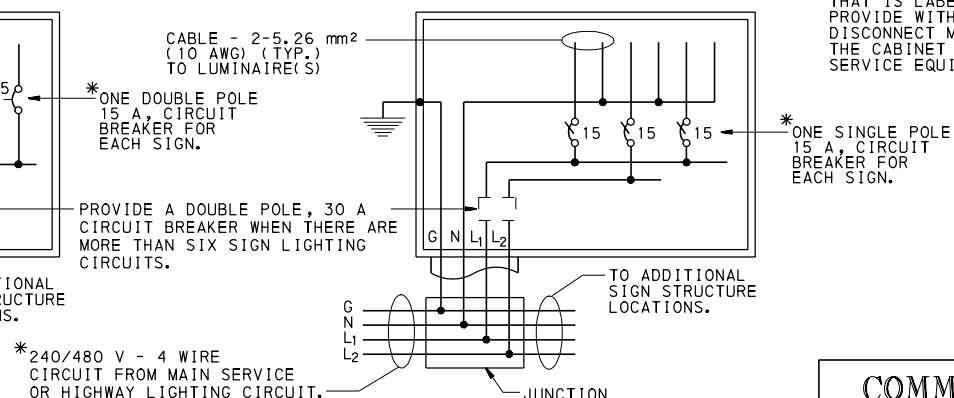 THAT IS LABE
PROVIDE WITH
DISCONNECT M
THE CABINET
SERVICE EQUI
CABLE - 2-5.26 mm²
(10 AWG) (TYP.)
TO LUMINAIRE(S)
5
*
ONE DOUBLE POLE
15 A, CIRCUIT
BREAKER FOR
EACH SIGN.
15
15
15
*
ONE SINGLE POLE
15 A, CIRCUIT
BREAKER FOR
EACH SIGN.
PROVIDE A DOUBLE POLE, 30 A
CIRCUIT BREAKER WHEN THERE ARE
MORE THAN SIX SIGN LIGHTING
CIRCUITS.
G N L1 L2
TIONAL
RUCTURE
NS.
TO ADDITIONAL
SIGN STRUCTURE
LOCATIONS.
G
N
L1
L2
*
240/480 V - 4 WIRE
CIRCUIT FROM MAIN SERVICE
OR HIGHWAY LIGHTING CIRCUIT.
JUNCTION
COMM